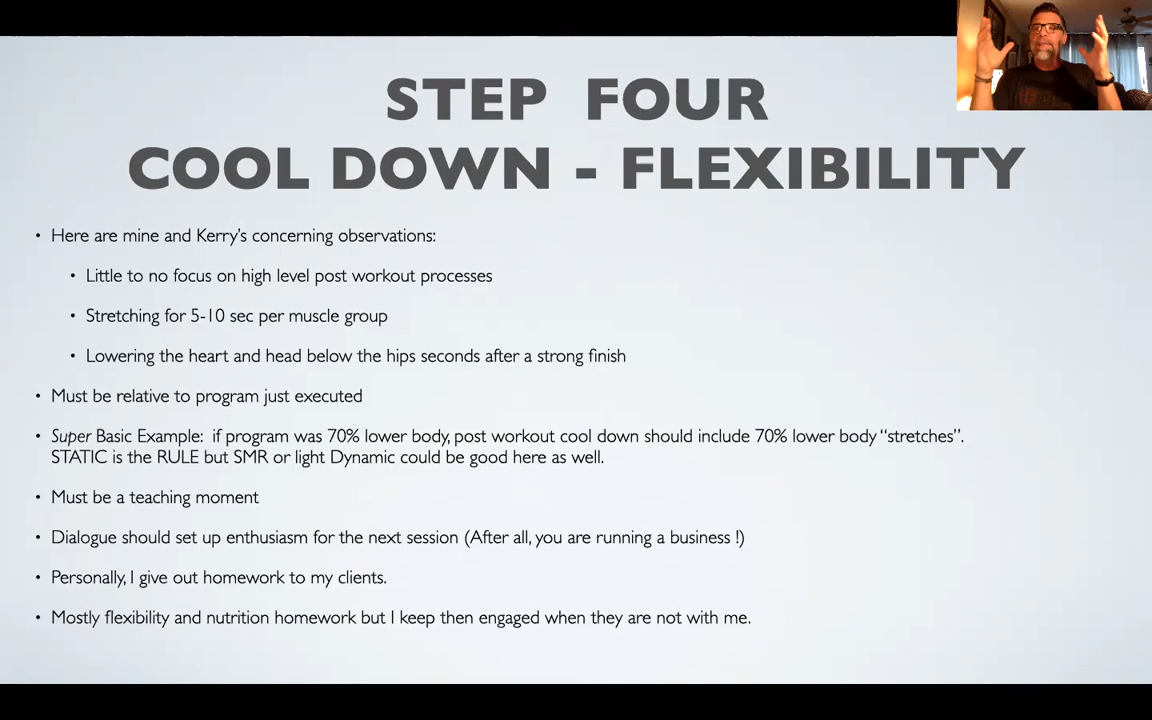 STEP FOUR
COOL DOWN - FLEXIBILITY
• Here are mine and Kerry's concerning observations:
• Little to no focus on high level post workout processes
• Stretching for 5-10 sec per muscle group
• Lowering the heart and head below the hips seconds after a strong finish
• Must be relative to program just executed
• Super Basic Example: if program was 70% lower body, post workout cool down should include 70% lower body “stretches”.
STATIC is the RULE but SMR or light Dynamic could be good here as well.
• Must be a teaching moment
• Dialogue should set up enthusiasm for the next session (After all, you are running a business !)
• Personally, I give out homework to my clients.
• Mostly flexibility and nutrition homework but I keep then engaged when they are not with me.